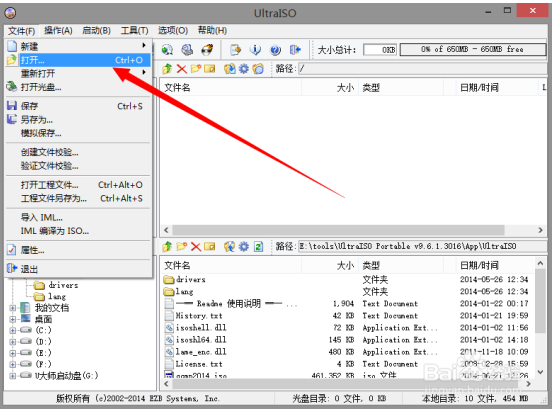 UltraISO
文件(F) 操作(A) 启动(B) 工具(T) 选项(O) 帮助(H)
新建
打开... Ctrl+O
重新打开
打开光盘...
保存 Ctrl+S
另存为...
模拟保存...
创建文件校验...
验证文件校验...
打开工程文件... Ctrl+Alt+O
工程文件另存为... Ctrl+Alt+S
导入 IML...
IML 编译为 ISO...
属性...
退出
大小总计: 0KB 0% of 650MB - 650MB free
路径: /
文件名 大小 类型 日期/时间 L
路径: E:\tools\UltraISO Portable v9.6.1.3016\App\UltraISO
文件名 大小 类型 日期/时间
drivers 文件夹 2014-05-26 12:34
lang 文件夹 2014-05-26 12:34
Readme 使用说明 ... 1,904 Text Document 2014-01-22 00:17
History.txt 42 KB Text Document 2014-01-21 19:59
isoshell.dll 72 KB Application Ext... 2014-01-02 11:56
isoshl64.dll 145 KB Application Ext... 2014-01-02 14:18
lame_enc.dll 480 KB Application Ext... 2011-11-18 10:09
License.txt 4 KB Text Document 2008-02-28 15:59
461,352 KB iso 文件
drivers
lang
我的文档
桌面
(C:)
(D:)
(E:)
(F:)
U大师启动盘(G:)
版权所有 (c)2002-2014 EZB Systems, Inc.
光盘目录: 0 文件, 0 KB
本地目录: 10 文件, 454 MB
Baidu 经验
jingyan.baidu.com